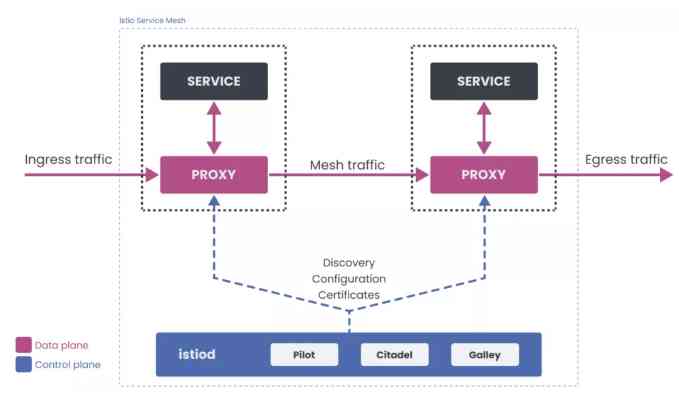 Istio Service Mesh
SERVICE
SERVICE
Ingress traffic
PROXY
Mesh traffic
PROXY
Egress traffic
Discovery
Configuration
Certificates
istiod
Pilot
Citadel
Galley
Data plane
Control plane